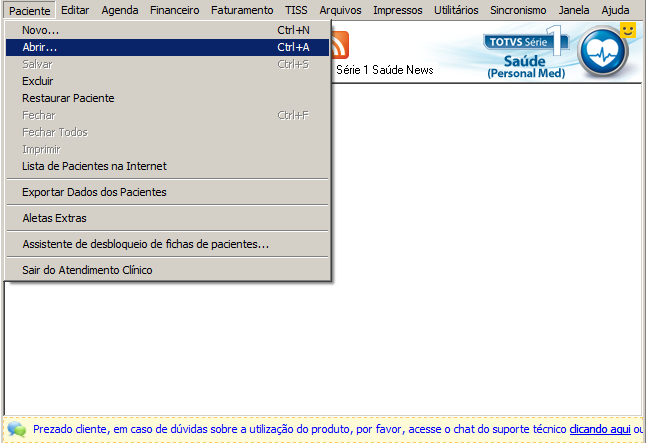 Paciente Editar Agenda Financeiro Faturamento TISS Arquivos Impressos Utilitários Sincronismo Janela Ajuda
Novo... Ctrl+N
Abrir... Ctrl+A
Salvar Ctrl+S
Excluir
Restaurar Paciente
Fechar Ctrl+F
Fechar Todos
Imprimir
Lista de Pacientes na Internet
Exportar Dados dos Pacientes
Aletas Extras
Assistente de desbloqueio de fichas de pacientes...
Sair do Atendimento Clínico
Série 1 Saúde News
TOTVS Série 1
Saúde
(Personal Med)
Prezado cliente, em caso de dúvidas sobre a utilização do produto, por favor, acesse o chat do suporte técnico clicando aqui ou